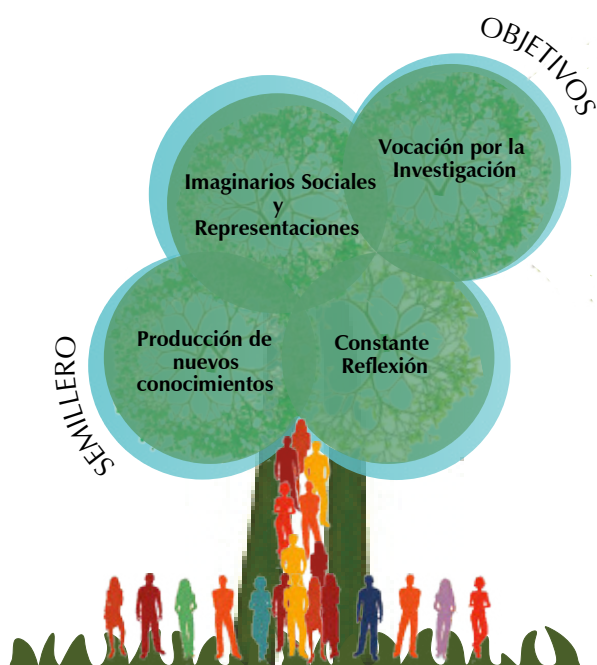 OBJETIVOS
Vocación por la
Investigación
Imaginarios Sociales
y
Representaciones
Producción de
nuevos
conocimientos
Constante
Reflexión
SEMILLERO